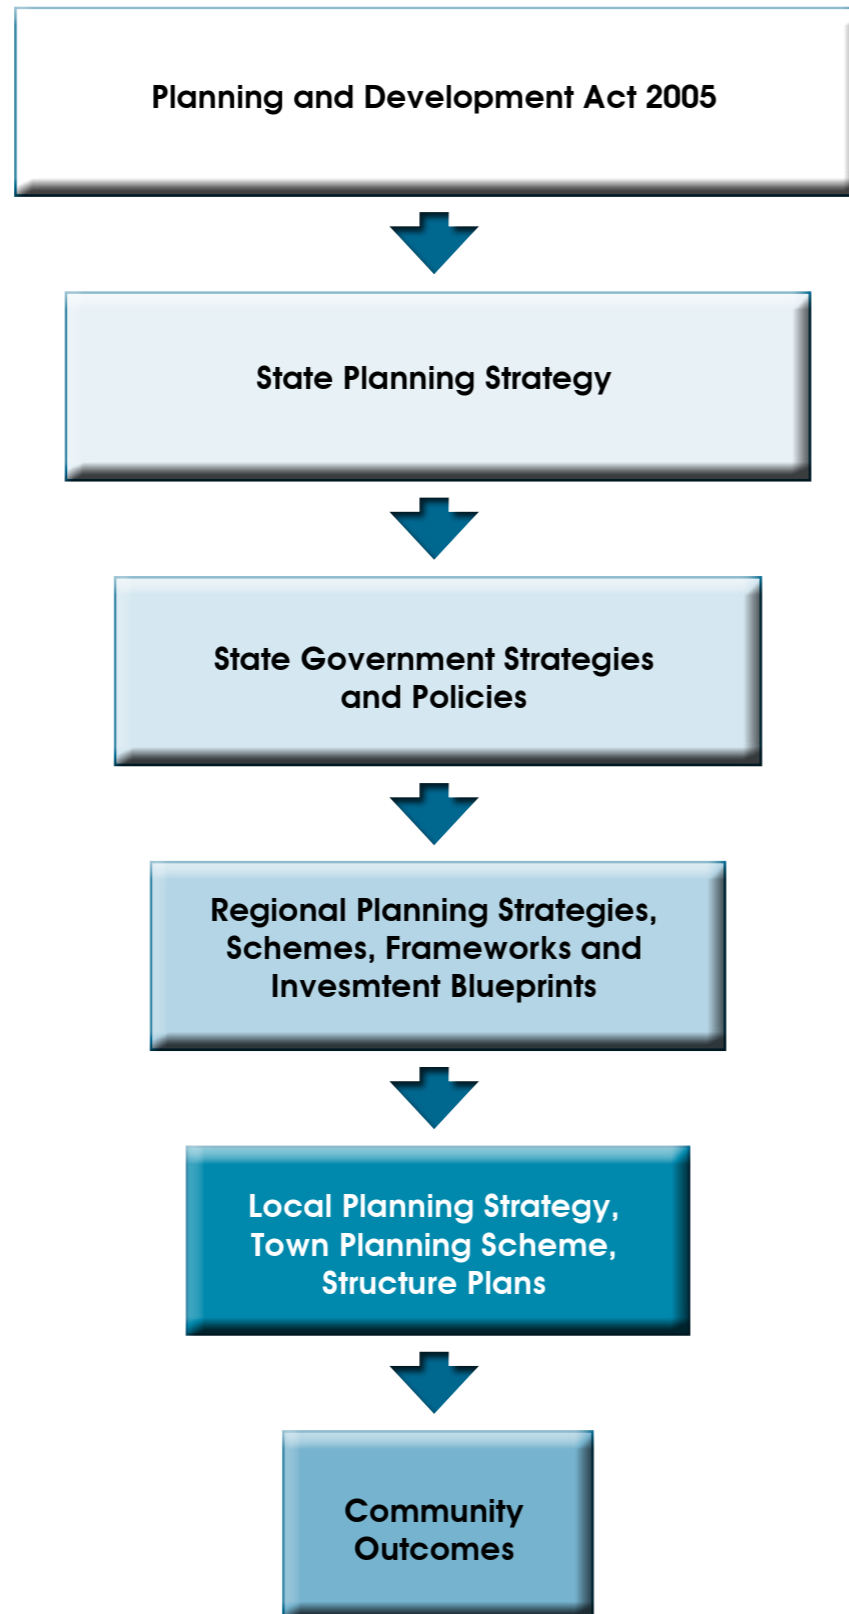 Planning and Development Act 2005
State Planning Strategy
State Government Strategies
and Policies
Regional Planning Strategies,
Schemes, Frameworks and
Invesmtent Blueprints
Local Planning Strategy,
Town Planning Scheme,
Structure Plans
Community
Outcomes